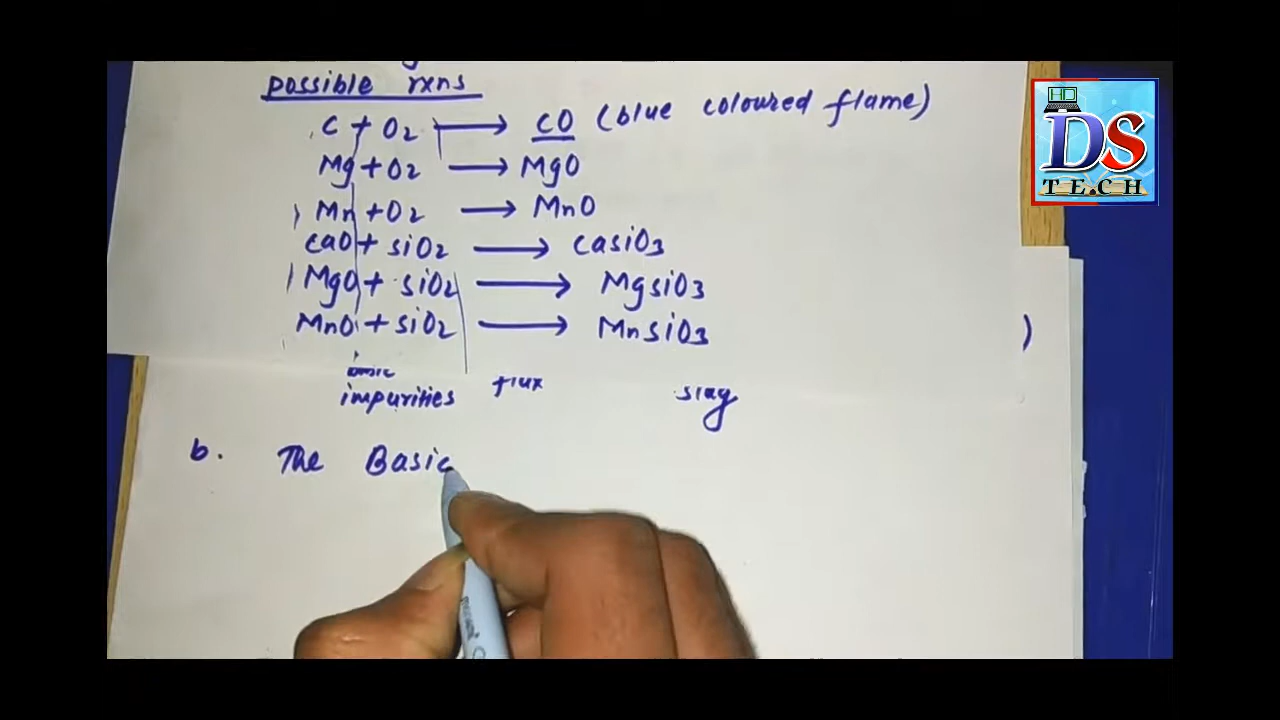 possible rxns
C + O2 → CO (blue coloured flame)
Mg + O2 → MgO
Mn + O2 → MnO
CaO + SiO2 → CaSiO3
MgO + SiO2 → MgSiO3
MnO + SiO2 → MnSiO3
)
impurities flux slag
b. The Basic
HD
DS
TECH